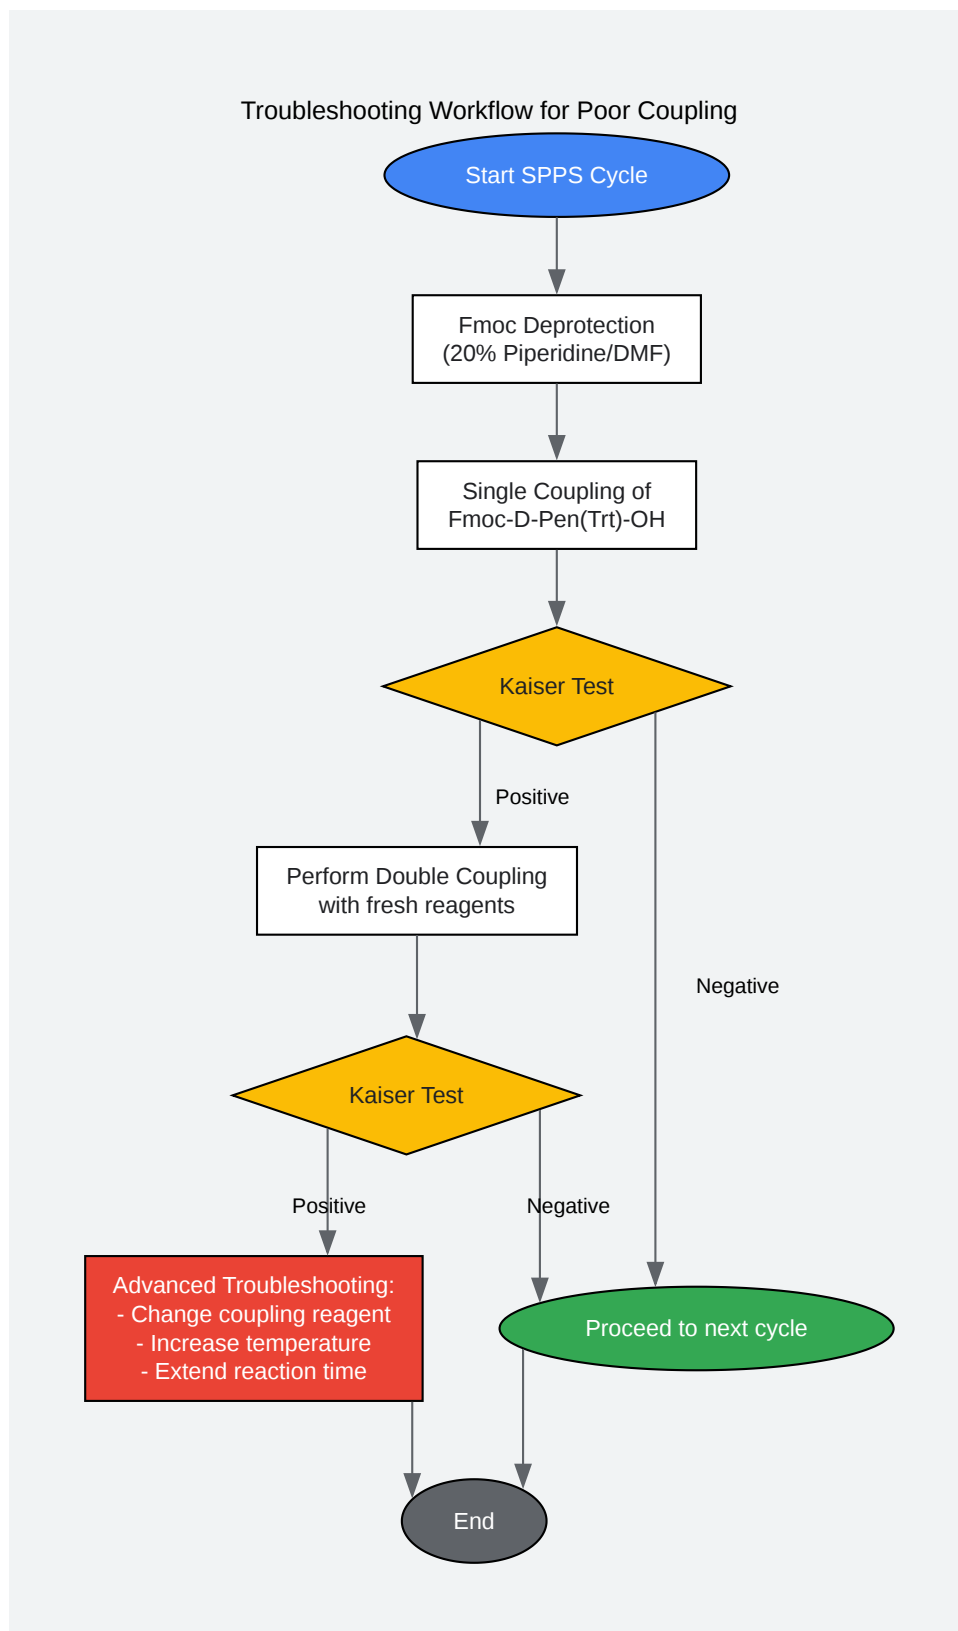 Troubleshooting Workflow for Poor Coupling
Start SPPS Cycle
Fmoc Deprotection
(20% Piperidine/DMF)
Single Coupling of
Fmoc-D-Pen(Trt)-OH
Kaiser Test
Positive
Perform Double Coupling
with fresh reagents
Negative
Kaiser Test
Positive
Negative
Advanced Troubleshooting:
- Change coupling reagent
- Increase temperature
- Extend reaction time
Proceed to next cycle
End